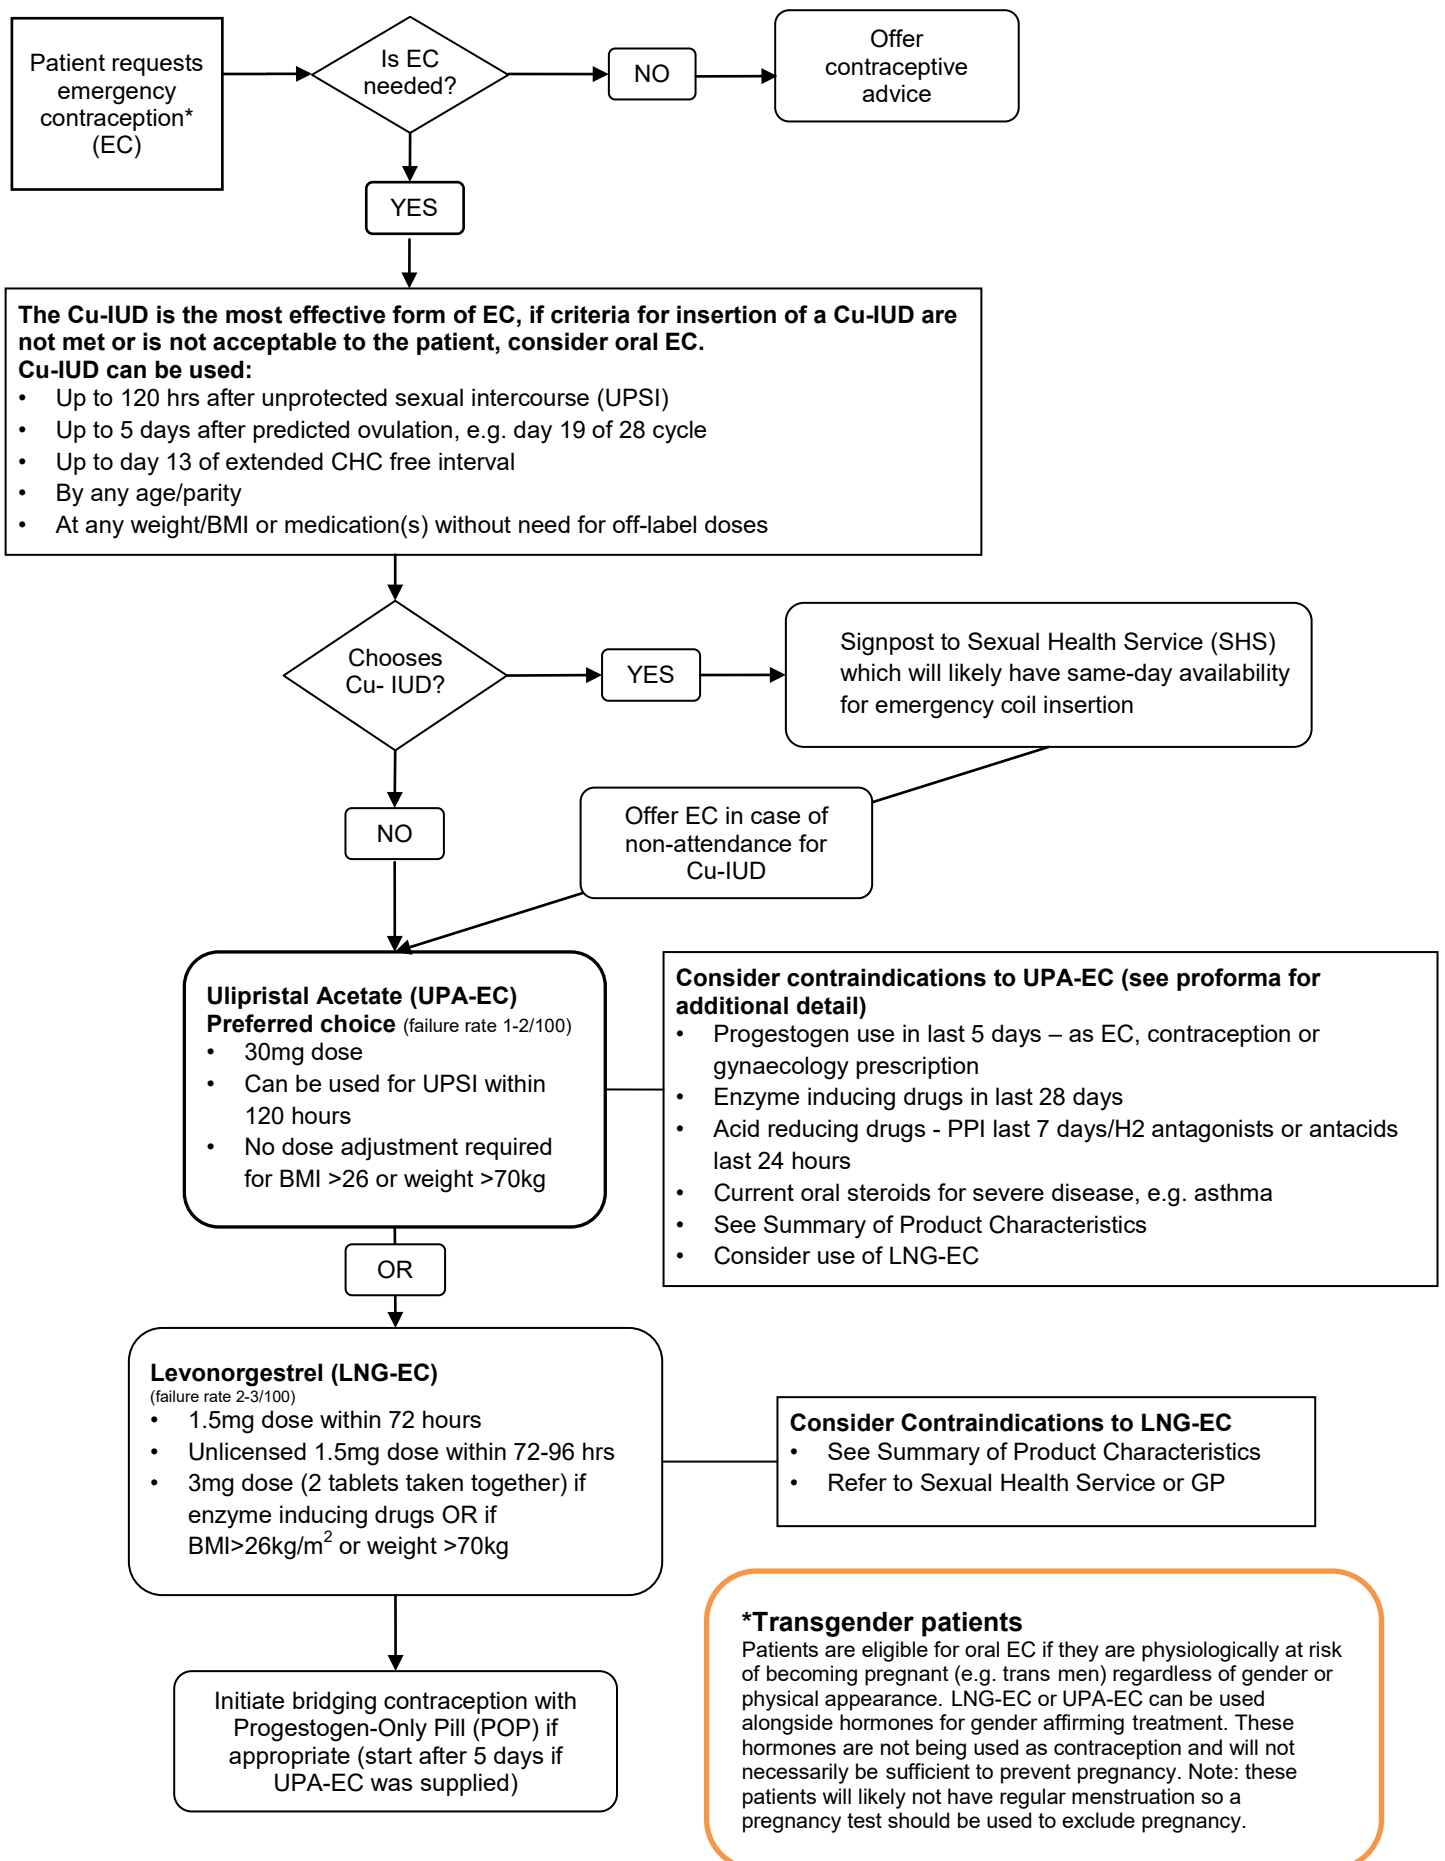 Patient requests
emergency
contraception*
(EC)
Is EC
needed?
NO
Offer
contraceptive
advice
YES
The Cu-IUD is the most effective form of EC, if criteria for insertion of a Cu-IUD are
not met or is not acceptable to the patient, consider oral EC.
Cu-IUD can be used:
• Up to 120 hrs after unprotected sexual intercourse (UPSI)
• Up to 5 days after predicted ovulation, e.g. day 19 of 28 cycle
• Up to day 13 of extended CHC free interval
• By any age/parity
• At any weight/BMI or medication(s) without need for off-label doses
Chooses
Cu- IUD?
YES
Signpost to Sexual Health Service (SHS)
which will likely have same-day availability
for emergency coil insertion
NO
Offer EC in case of
non-attendance for
Cu-IUD
Ulipristal Acetate (UPA-EC)
Preferred choice (failure rate 1-2/100)
• 30mg dose
• Can be used for UPSI within
120 hours
• No dose adjustment required
for BMI >26 or weight >70kg
Consider contraindications to UPA-EC (see proforma for
additional detail)
• Progestogen use in last 5 days – as EC, contraception or
gynaecology prescription
• Enzyme inducing drugs in last 28 days
• Acid reducing drugs - PPI last 7 days/H2 antagonists or antacids
last 24 hours
• Current oral steroids for severe disease, e.g. asthma
• See Summary of Product Characteristics
• Consider use of LNG-EC
OR
Levonorgestrel (LNG-EC)
(failure rate 2-3/100)
• 1.5mg dose within 72 hours
• Unlicensed 1.5mg dose within 72-96 hrs
• 3mg dose (2 tablets taken together) if
enzyme inducing drugs OR if
BMI>26kg/m² or weight >70kg
Consider Contraindications to LNG-EC
• See Summary of Product Characteristics
• Refer to Sexual Health Service or GP
Initiate bridging contraception with
Progestogen-Only Pill (POP) if
appropriate (start after 5 days if
UPA-EC was supplied)
*Transgender patients
Patients are eligible for oral EC if they are physiologically at risk
of becoming pregnant (e.g. trans men) regardless of gender or
physical appearance. LNG-EC or UPA-EC can be used
alongside hormones for gender affirming treatment. These
hormones are not being used as contraception and will not
necessarily be sufficient to prevent pregnancy. Note: these
patients will likely not have regular menstruation so a
pregnancy test should be used to exclude pregnancy.